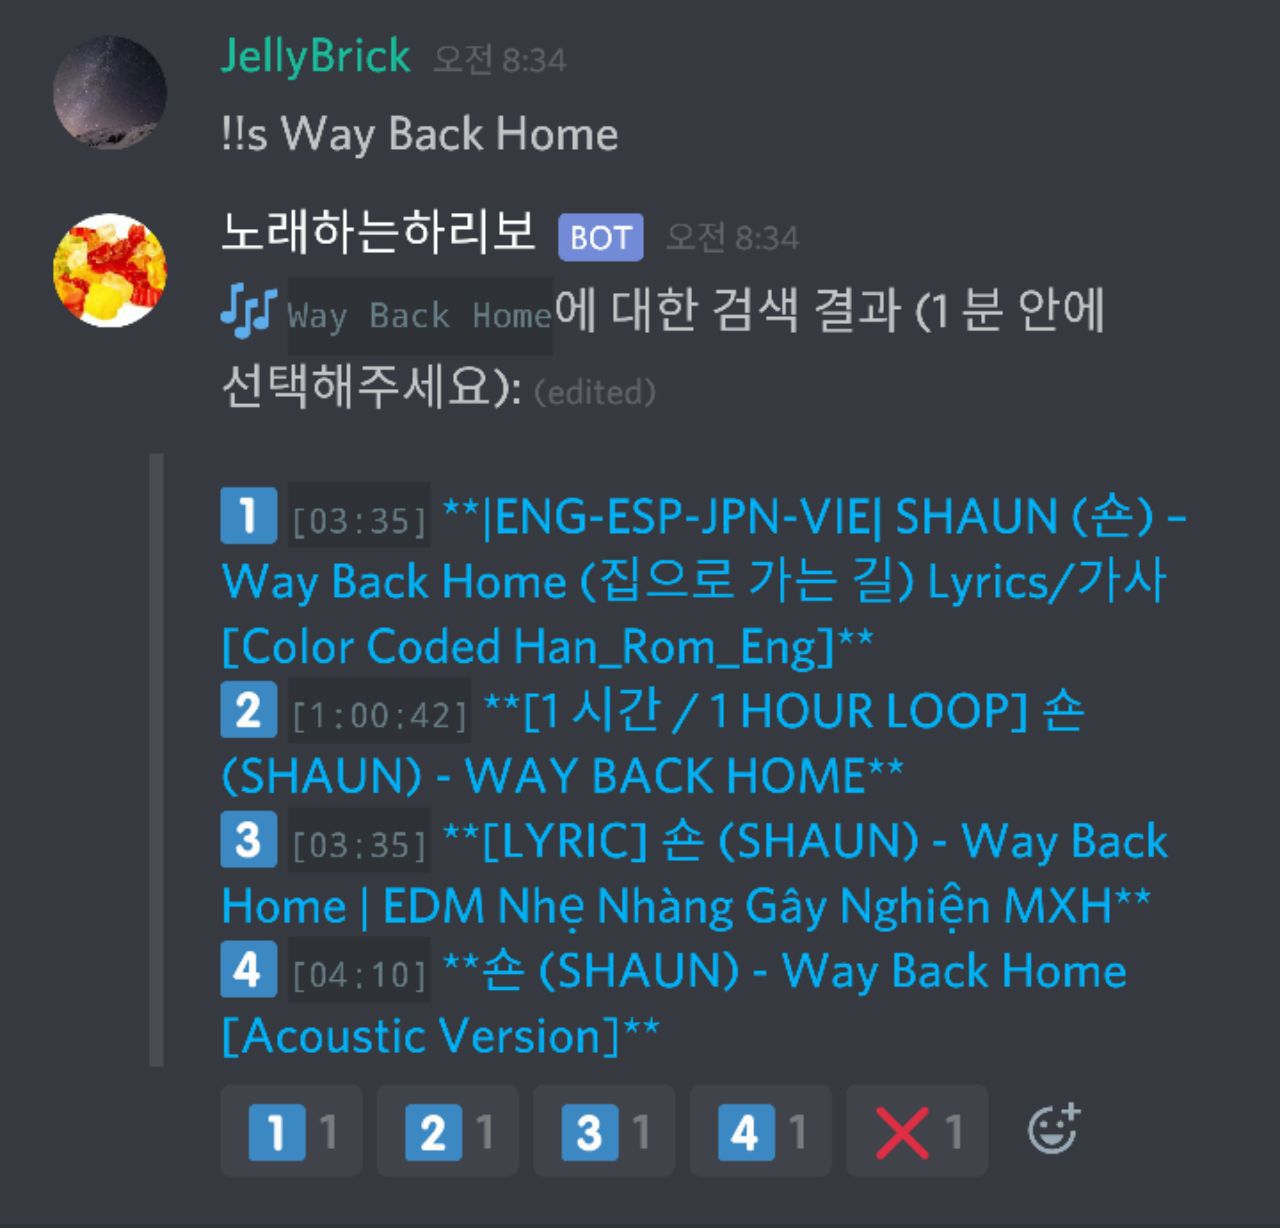 JellyBrick 오전 8:34
!!s Way Back Home
노래하는하리보 BOT 오전 8:34
Way Back Home에 대한 검색 결과 (1 분 안에
선택해주세요): (edited)
1 [03:35] **|ENG-ESP-JPN-VIE| SHAUN (숀) –
Way Back Home (집으로 가는 길) Lyrics/가사
[Color Coded Han_Rom_Eng]**
2 [1:00:42] **[1 시간 / 1 HOUR LOOP] 숀
(SHAUN) - WAY BACK HOME**
3 [03:35] **[LYRIC] 숀 (SHAUN) - Way Back
Home | EDM Nhẹ Nhàng Gây Nghiện MXH**
4 [04:10] **숀 (SHAUN) - Way Back Home
[Acoustic Version]**
1 1 2 1 3 1 4 1 ❌ 1